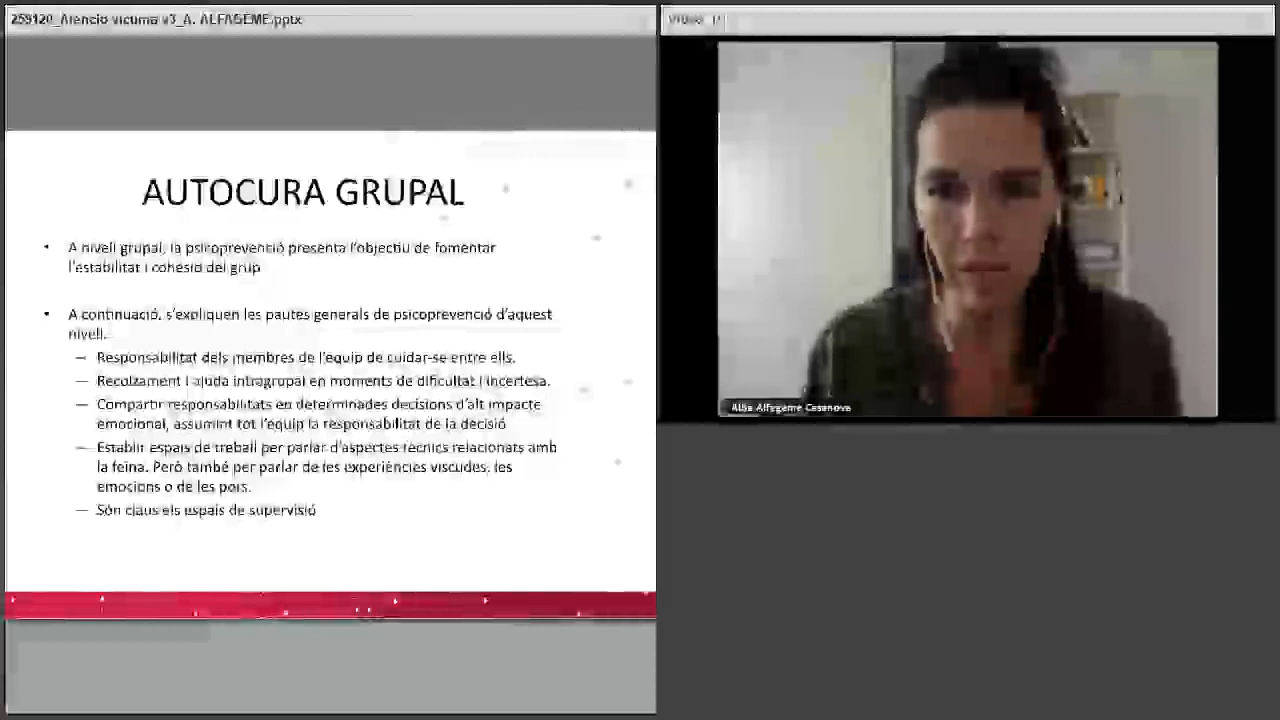 259120_Atencio victima v3_A. ALFAGEME.pptx
Video
AUTOCURA GRUPAL
• A nivell grupal, la psicoprevenció presenta l'objectiu de fomentar
l'estabilitat i cohesió del grup
• A continuació, s'expliquen les pautes generals de psicoprevenció d'aquest
nivell.
— Responsabilitat dels membres de l'equip de cuidar-se entre ells.
— Recolzament i ajuda intragrupal en moments de dificultat i incertesa.
— Compartir responsabilitats en determinades decisions d'alt impacte
emocional, assumint tot l'equip la responsabilitat de la decisió
— Establir espais de treball per parlar d'aspectes tècnics relacionats amb
la feina. Però també per parlar de les experiències viscudes, les
emocions o de les pors.
— Són claus els espais de supervisió
Alba Alfageme Casanova